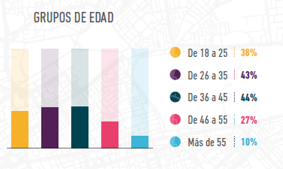 GRUPOS DE EDAD
De 18 a 25 38%
De 26 a 35 43%
De 36 a 45 44%
De 46 a 55 27%
Más de 55 10%